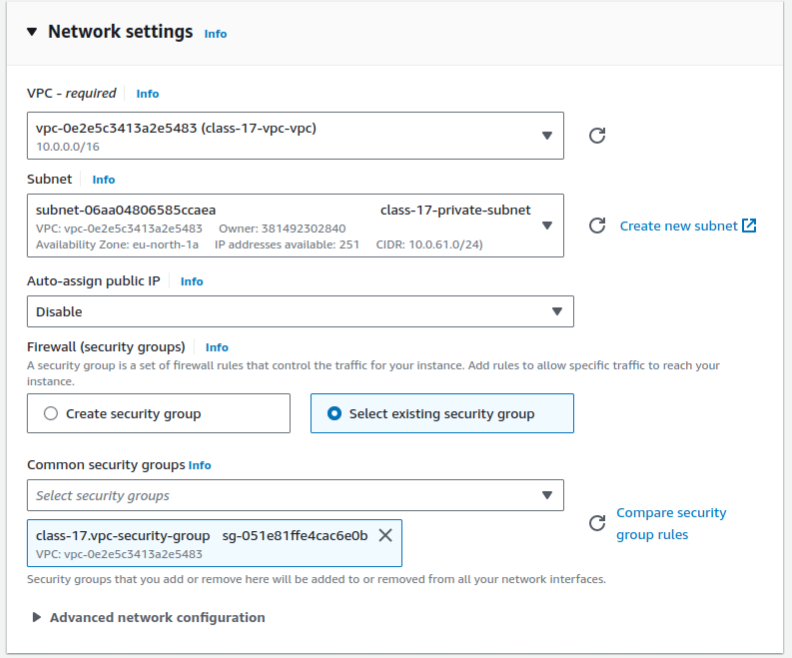 Network settings Info
VPC - required Info
vpc-0e2e5c3413a2e5483 (class-17-vpc-vpc)
10.0.0.0/16
Subnet Info
subnet-06aa04806585ccaea class-17-private-subnet
VPC: vpc-0e2e5c3413a2e5483 Owner: 381492302840
Availability Zone: eu-north-1a IP addresses available: 251 CIDR: 10.0.61.0/24)
Create new subnet
Auto-assign public IP Info
Disable
Firewall (security groups) Info
A security group is a set of firewall rules that control the traffic for your instance. Add rules to allow specific traffic to reach your
instance.
Create security group
Select existing security group
Common security groups Info
Select security groups
class-17.vpc-security-group sg-051e81ffe4cac6e0b
VPC: vpc-0e2e5c3413a2e5483
Compare security
group rules
Security groups that you add or remove here will be added to or removed from all your network interfaces.
Advanced network configuration